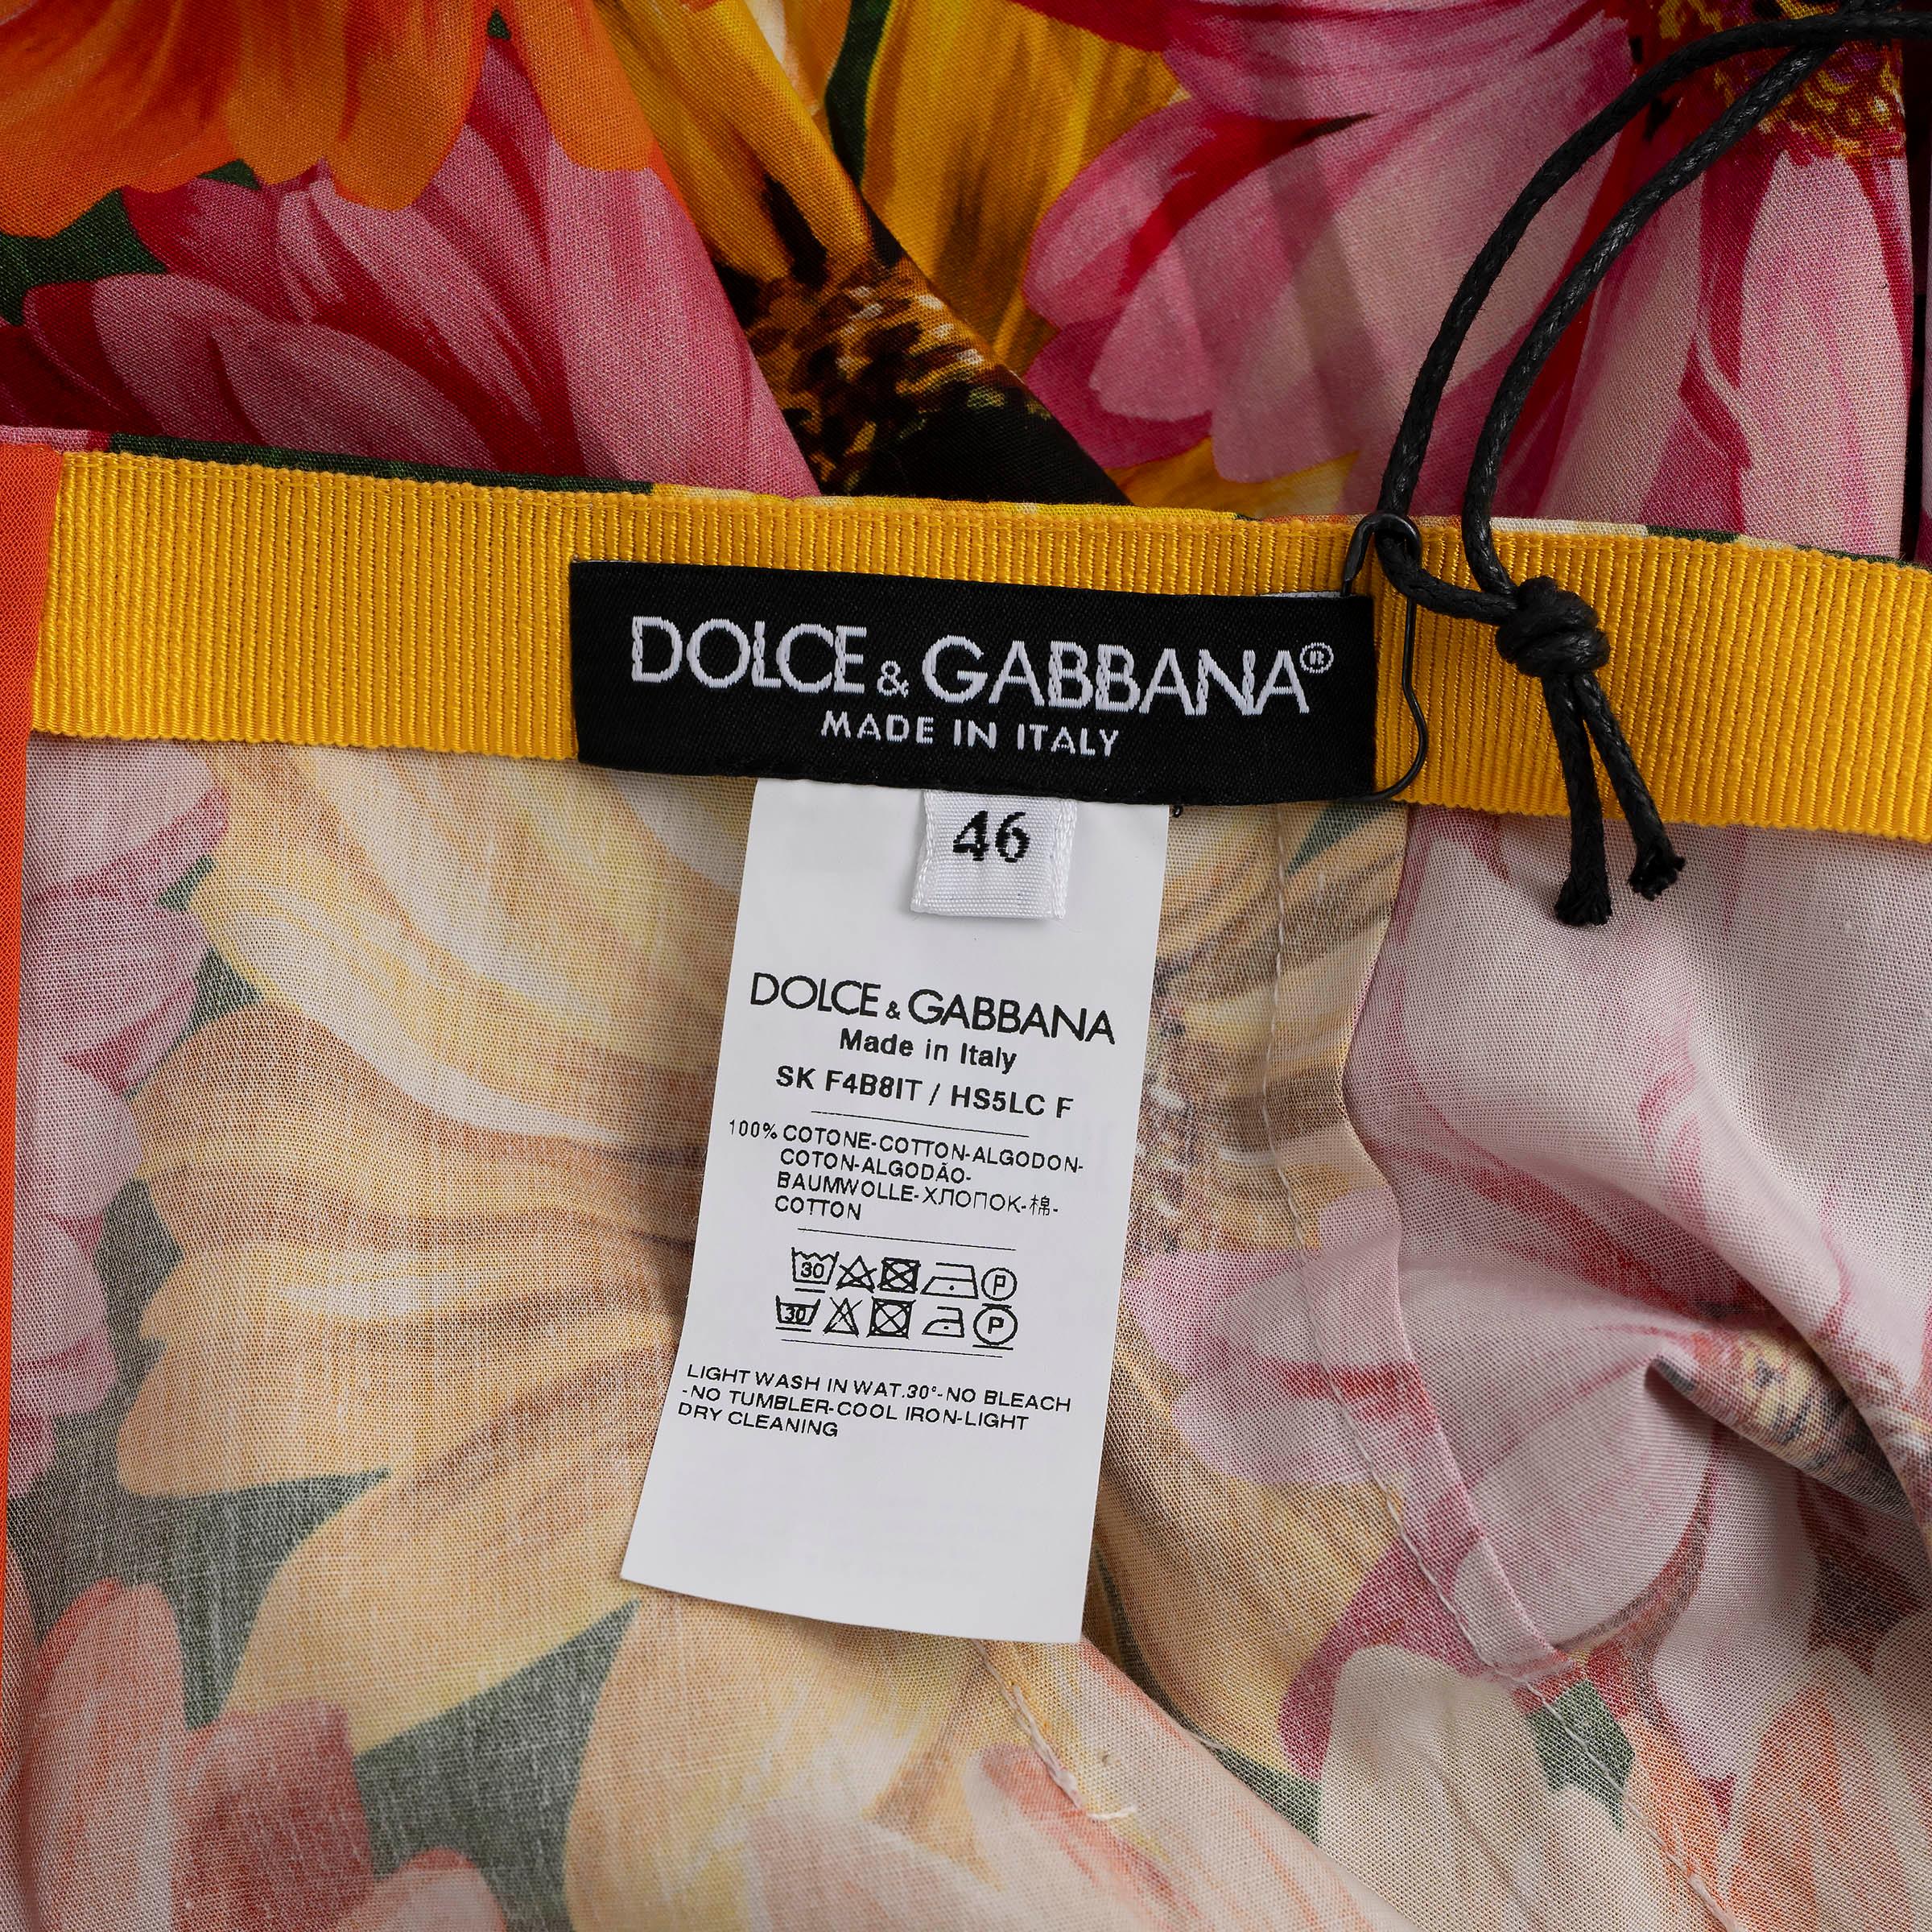 DOLCE & GABBANA®
MADE IN ITALY
46
DOLCE & GABBANA
Made in Italy
SK F4B8IT / HS5LC F
100% COTONE-COTTON-ALGODON-
COTON-ALGODÃO-
BAUMWOLLE-ХЛОПОК-棉-
COTTON
30 P
30 P
LIGHT WASH IN WAT.30°-NO BLEACH
-NO TUMBLER-COOL IRON-LIGHT
DRY CLEANING